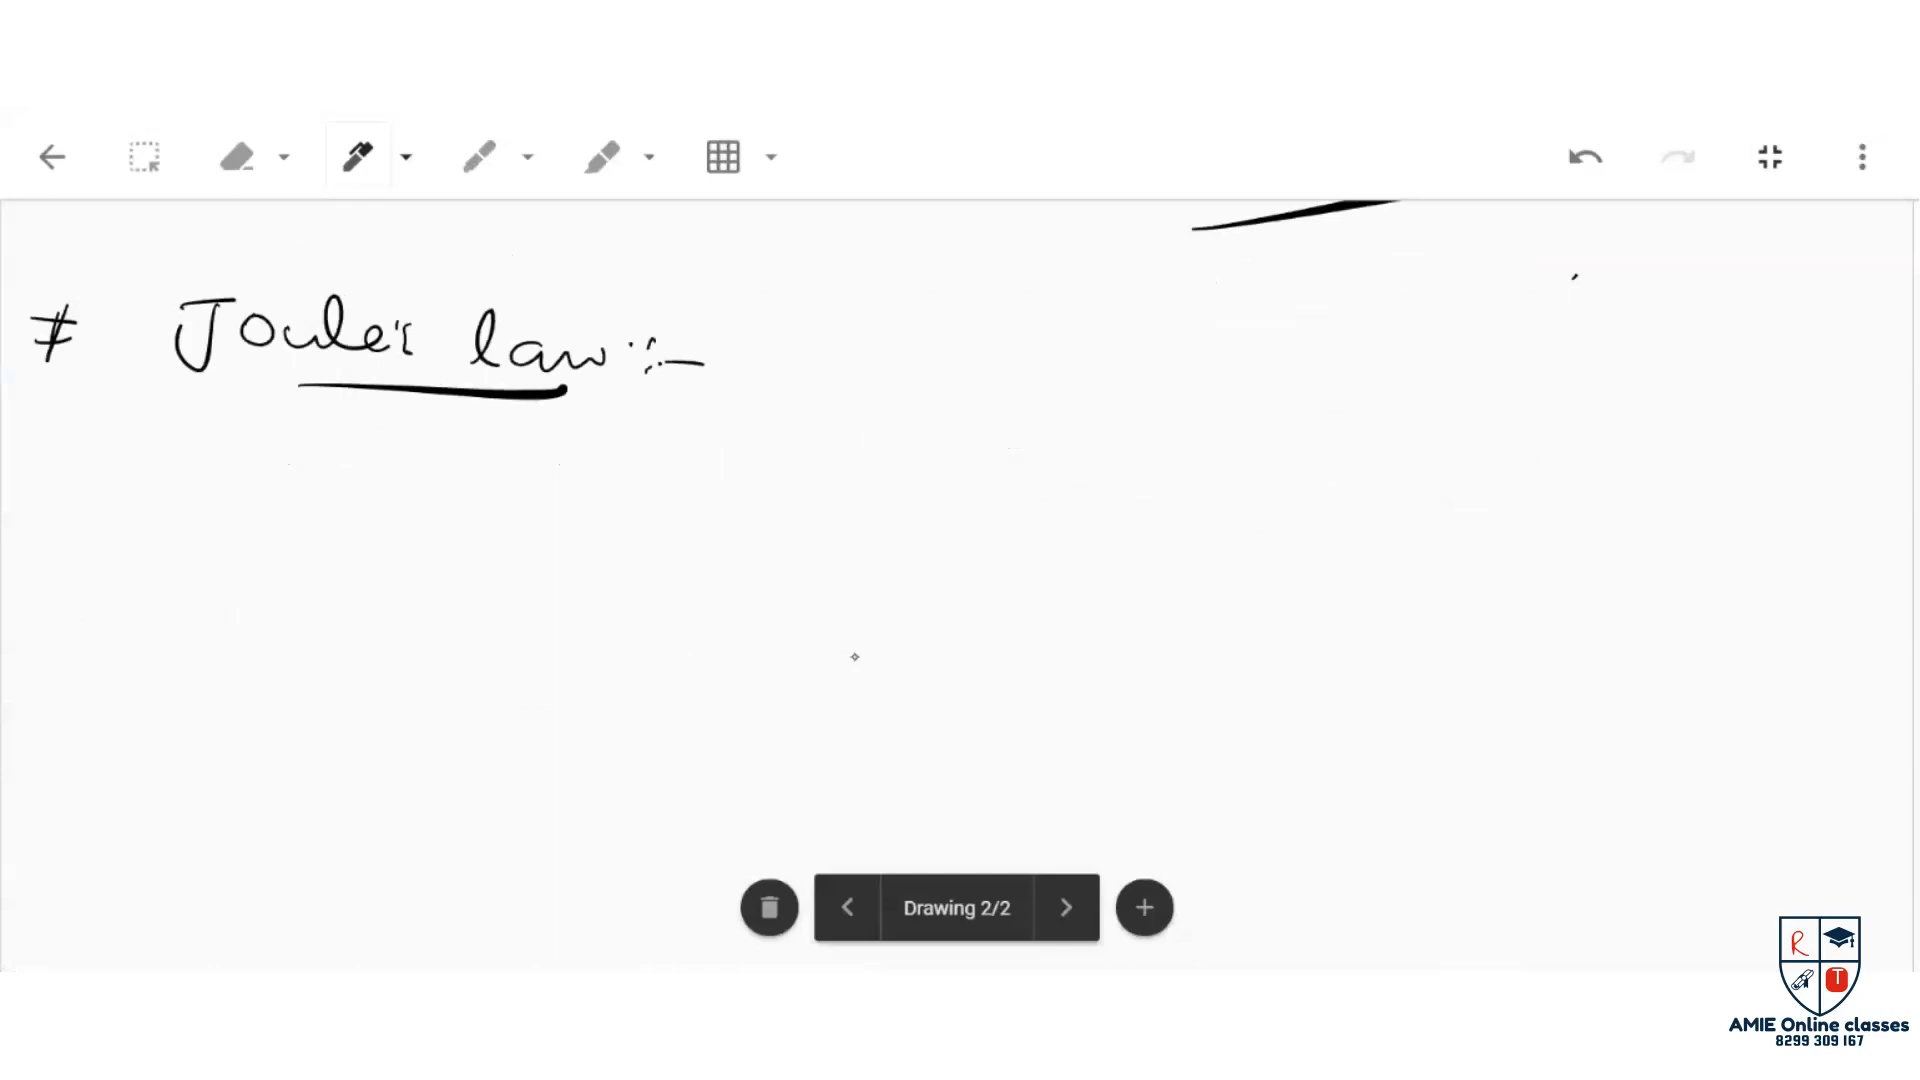 # Joule's law :-
Drawing 2/2
R
T
AMIE Online classes
8299 309 167